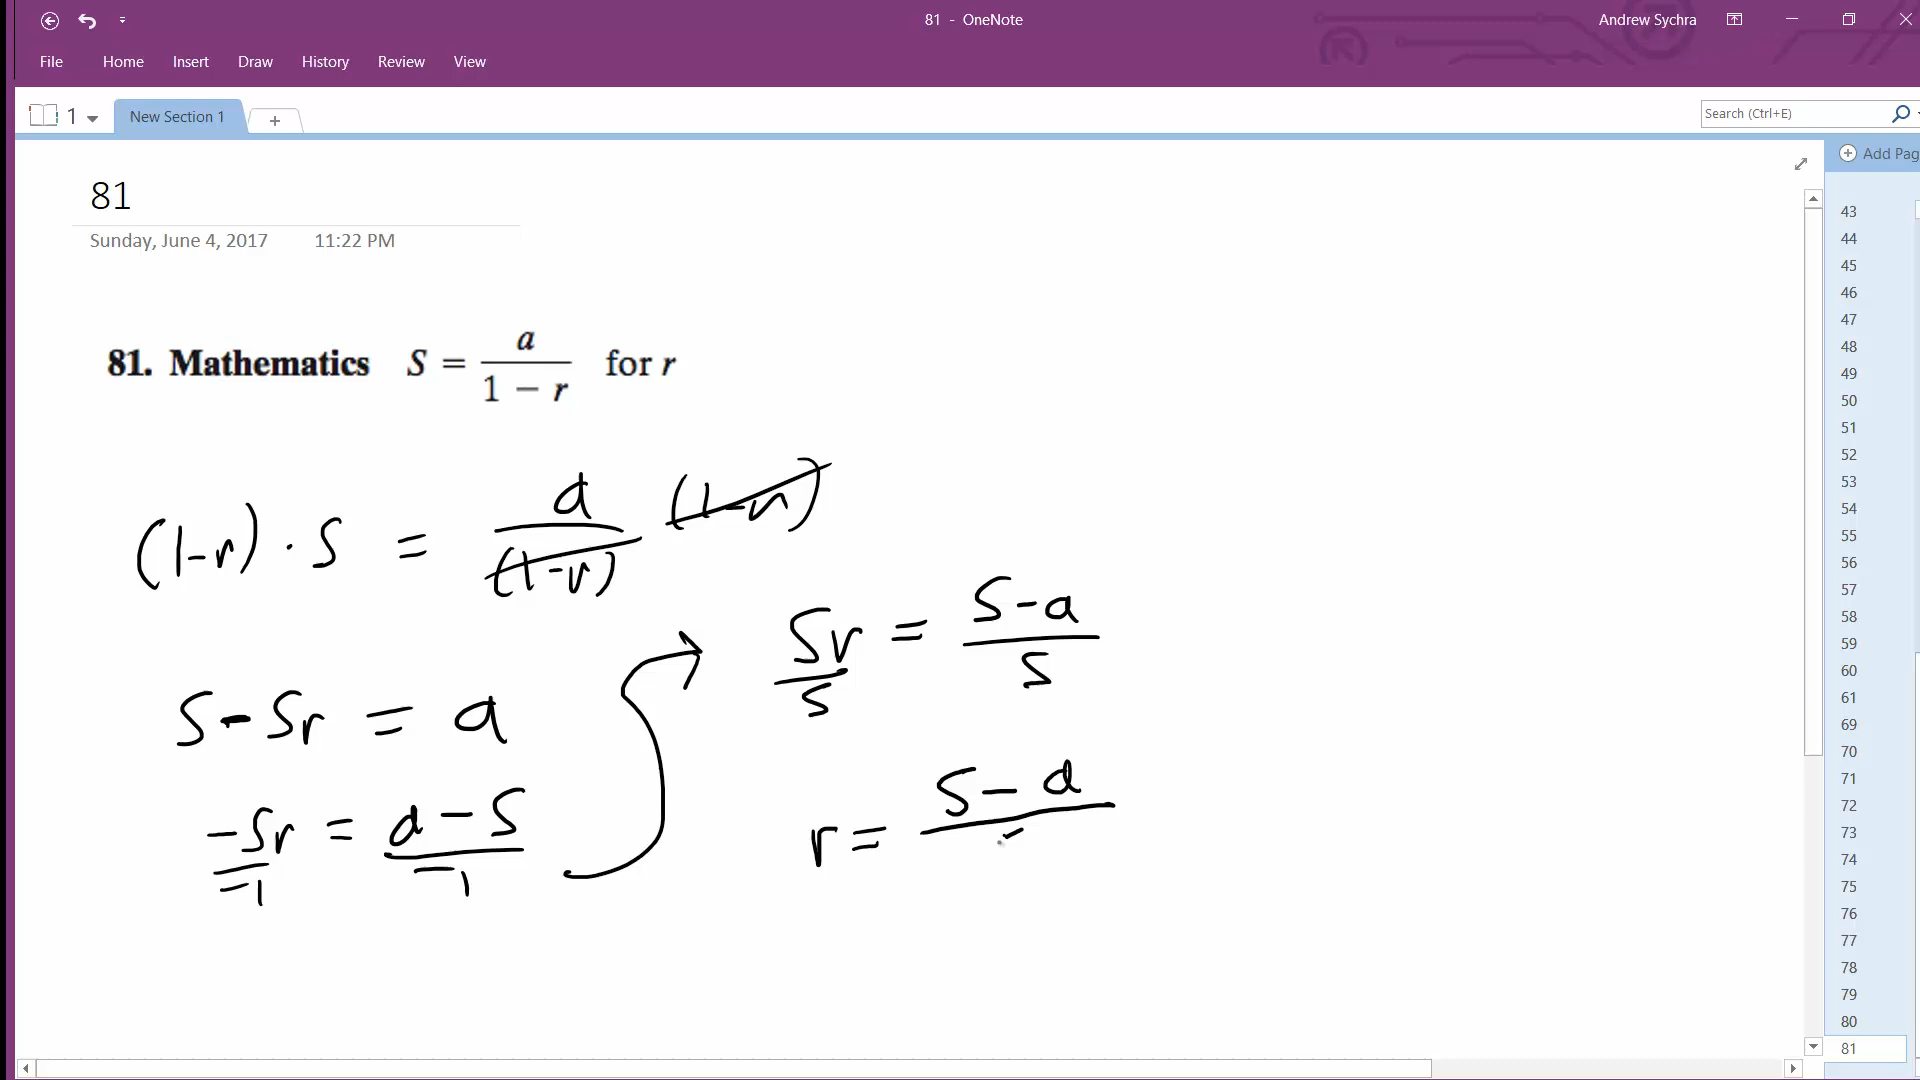 81 - OneNote
Andrew Sychra
File Home Insert Draw History Review View
1
New Section 1
+
Search (Ctrl+E)
Add Pag
81
Sunday, June 4, 2017 11:22 PM
81. Mathematics S = a / (1 − r) for r
(1-r) · S = a / (1-r) (1-r)
S - Sr = a
-Sr / -1 = a - S / -1
Sr / S = S - a / S
r = S - a
43
44
45
46
47
48
49
50
51
52
53
54
55
56
57
58
59
60
61
69
70
71
72
73
74
75
76
77
78
79
80
81